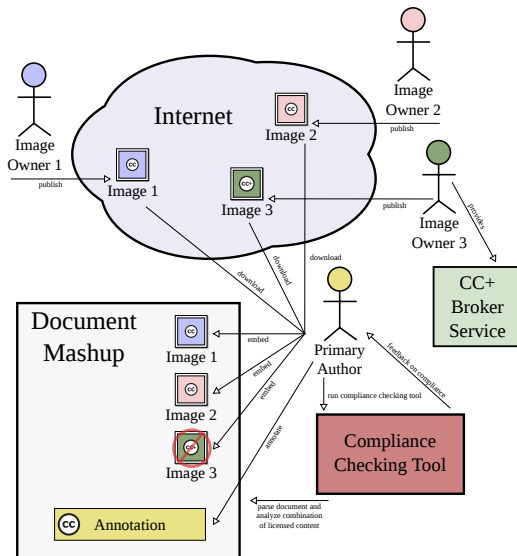 Internet
Image
Owner 1
publish
CC
Image 1
CC
Image 2
Image
Owner 2
publish
CC+
Image 3
publish
Image
Owner 3
provides
CC+
Broker
Service
download
download
download
Document
Mashup
CC
Image 1
embed
CC
Image 2
embed
CC+
Image 3
embed
Primary
Author
feedback on compliance
run compliance checking tool
annotate
Compliance
Checking Tool
parse document and
analyze combination
of licensed content
CC
Annotation